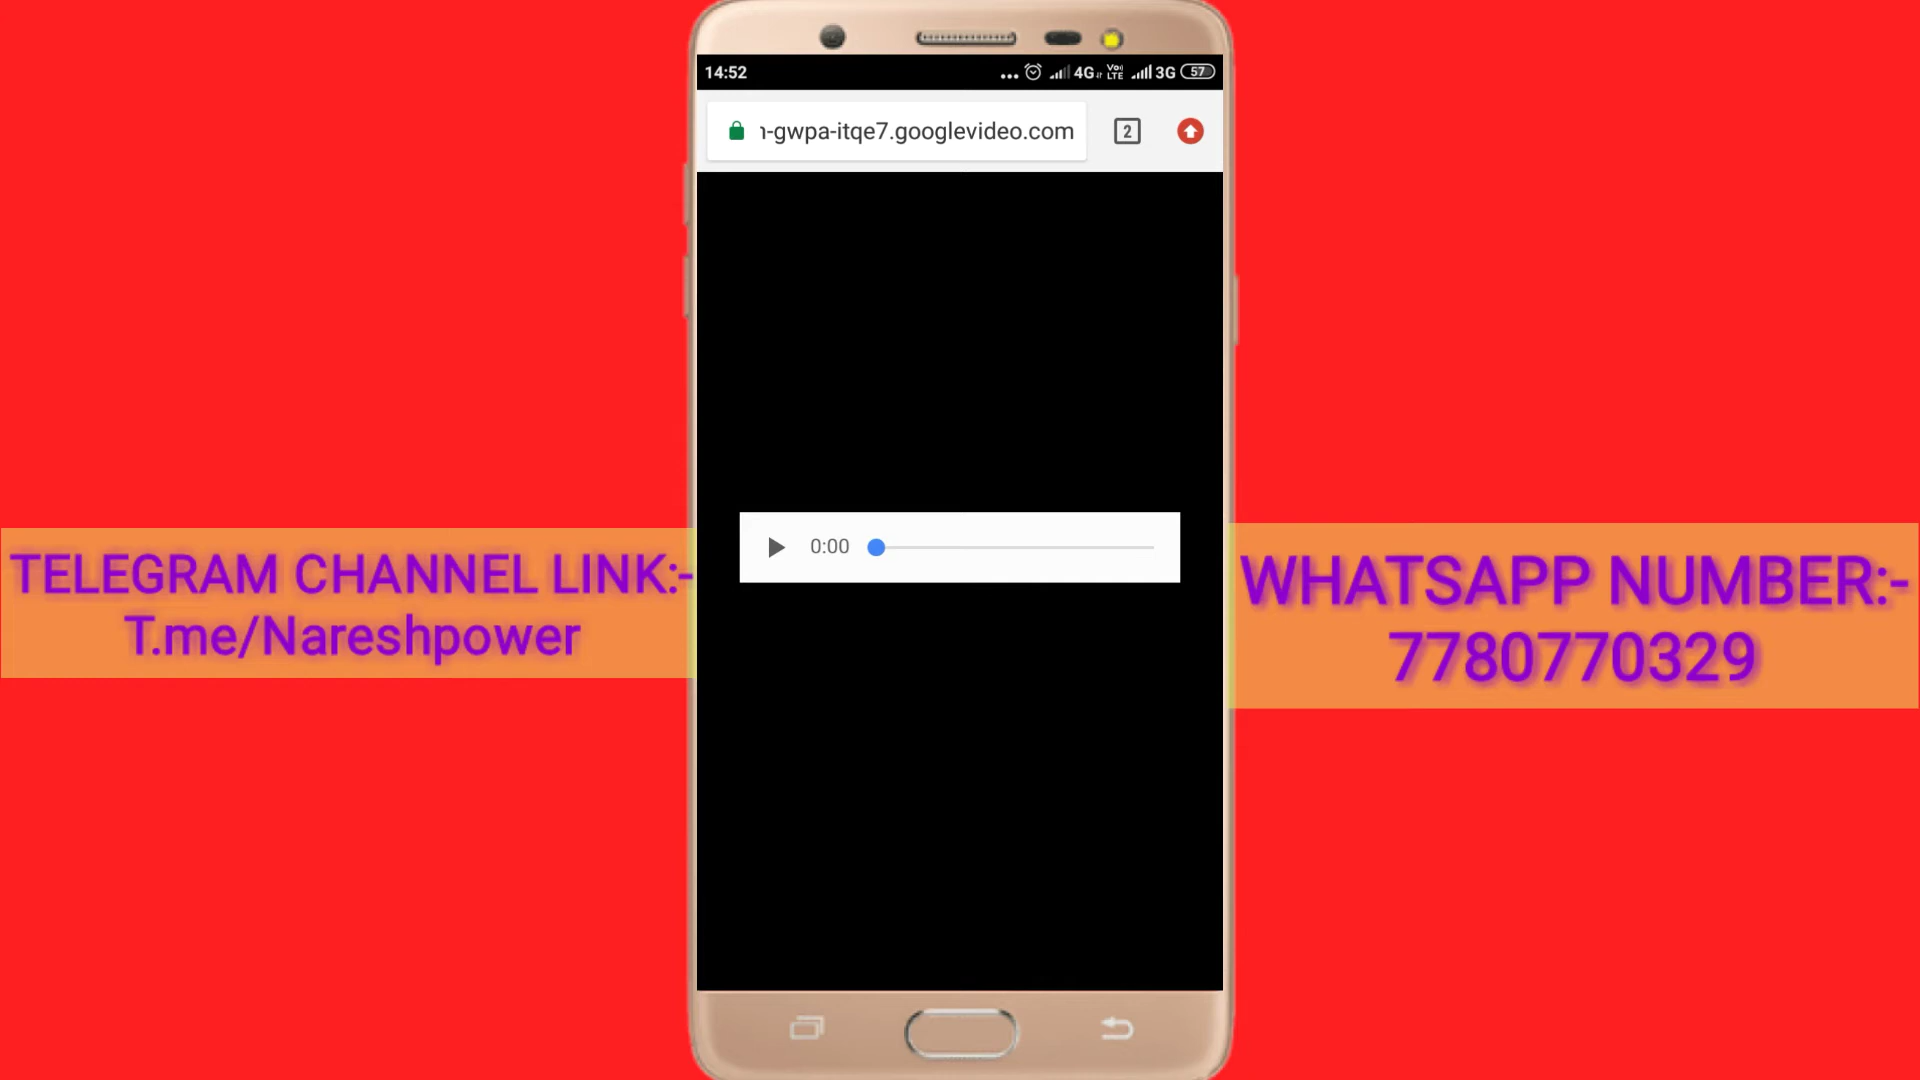 14:52
... 4G VoLTE 3G 57
-gwpa-itqe7.googlevideo.com
2
0:00
TELEGRAM CHANNEL LINK:-
T.me/Nareshpower
WHATSAPP NUMBER:-
7780770329